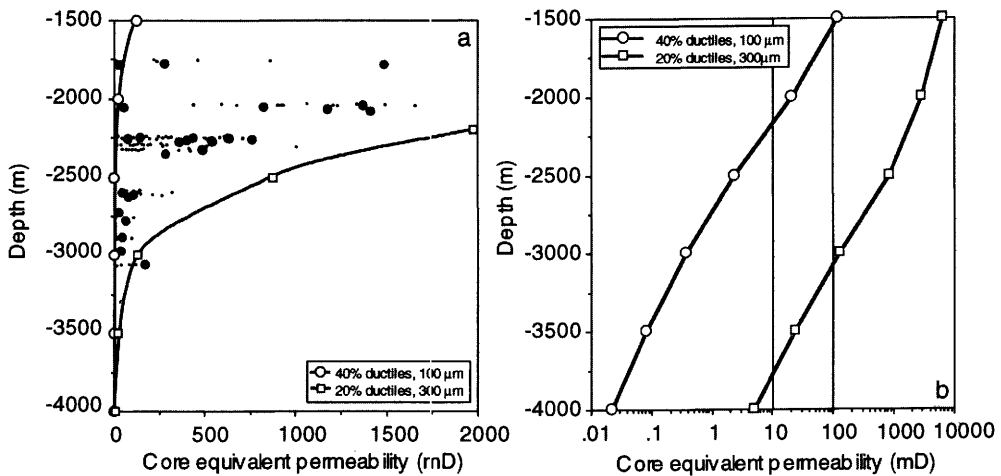 -1500
-2000
-2500
-3000
-3500
-4000
Depth (m)
a
40% ductiles, 100 µm
20% ductiles, 300 µm
0
500
1000
1500
2000
Core equivalent permeability (mD)
-1500
-2000
-2500
-3000
-3500
-4000
Depth (m)
40% ductiles, 100 µm
20% ductiles, 300µm
b
.01
.1
1
10
100
1000
10000
Core equivalent permeability (mD)